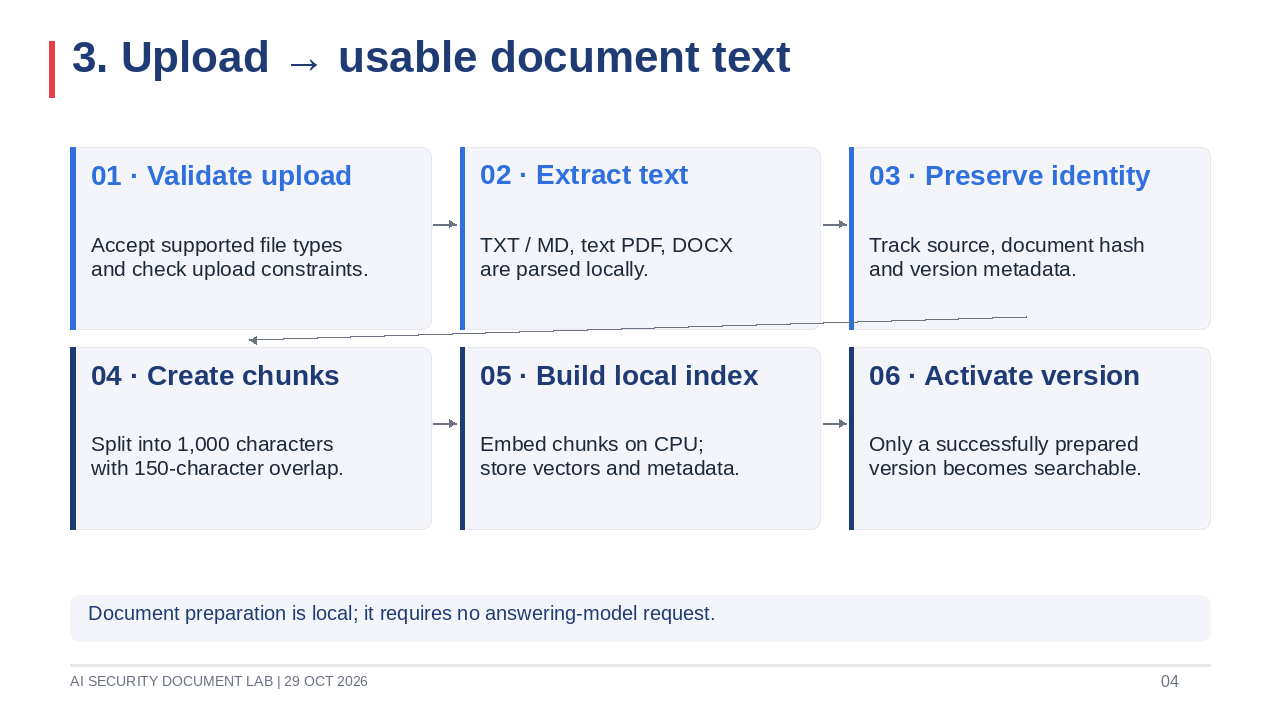 3. Upload → usable document text
01 · Validate upload
Accept supported file types
and check upload constraints.
02 · Extract text
TXT / MD, text PDF, DOCX
are parsed locally.
03 · Preserve identity
Track source, document hash
and version metadata.
04 · Create chunks
Split into 1,000 characters
with 150-character overlap.
05 · Build local index
Embed chunks on CPU;
store vectors and metadata.
06 · Activate version
Only a successfully prepared
version becomes searchable.
Document preparation is local; it requires no answering-model request.
AI SECURITY DOCUMENT LAB | 29 OCT 2026
04